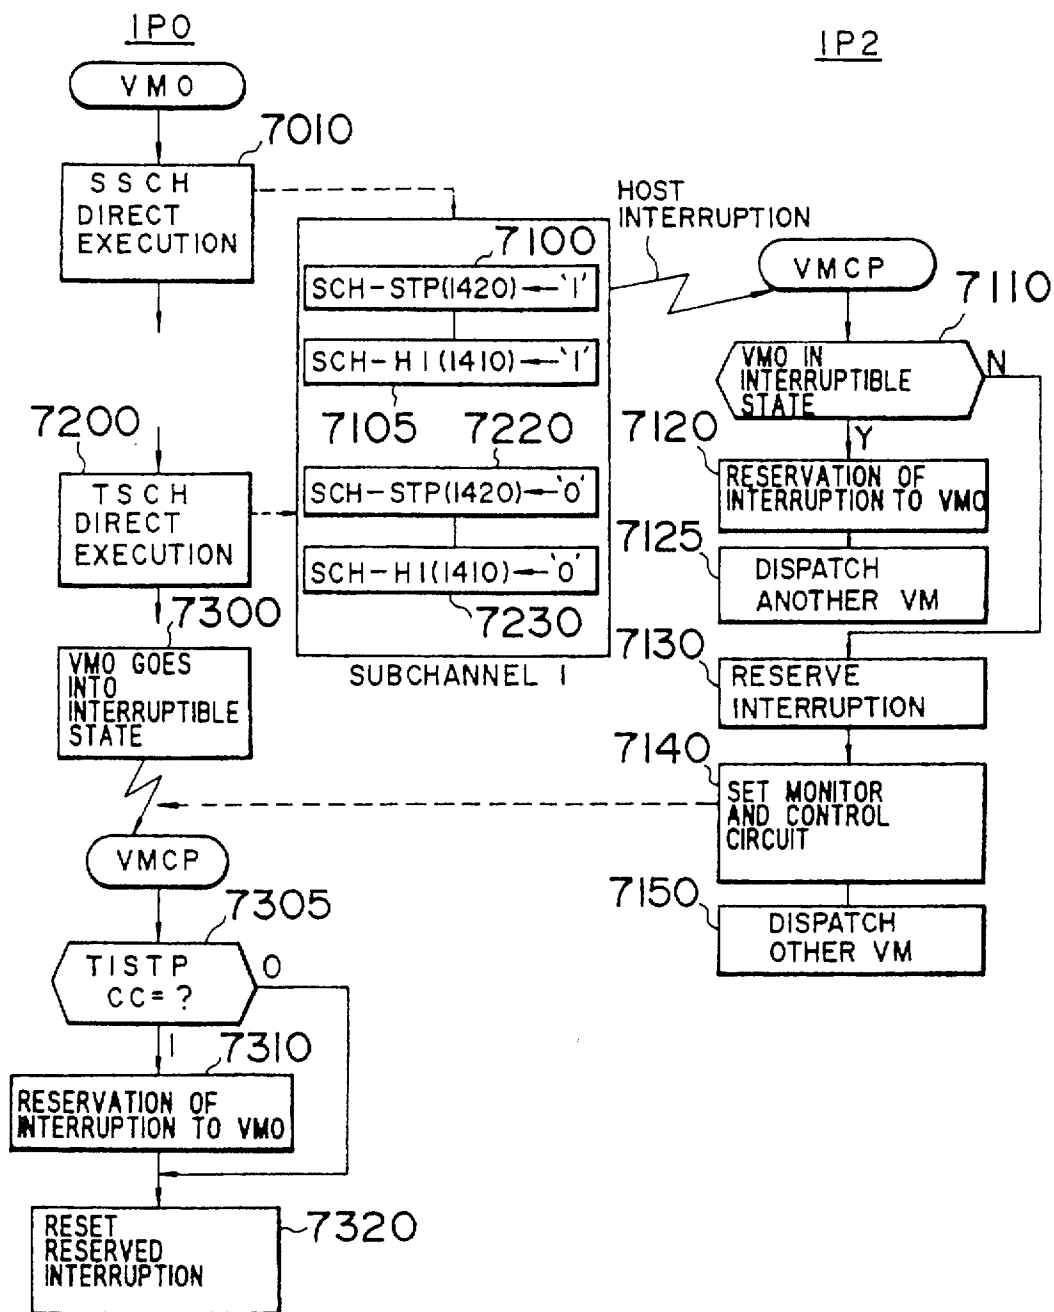 IP0
VM0
7010
SSCH
DIRECT
EXECUTION
7200
TSCH
DIRECT
EXECUTION
7300
VM0 GOES
INTO
INTERRUPTIBLE
STATE
VMCP
7305
TISTP
CC=?
0
1
7310
RESERVATION OF
INTERRUPTION TO VM0
RESET
RESERVED
INTERRUPTION
7320
7100
SCH-STP(1420)←'1'
SCH-HI(1410)←'1'
7105
7220
SCH-STP(1420)←'0'
SCH-HI(1410)←'0'
7230
SUBCHANNEL 1
HOST
INTERRUPTION
IP2
VMCP
7110
VM0 IN
INTERRUPTIBLE
STATE
N
Y
7120
RESERVATION OF
INTERRUPTION TO VM0
7125
DISPATCH
ANOTHER VM
7130
RESERVE
INTERRUPTION
7140
SET MONITOR
AND CONTROL
CIRCUIT
7150
DISPATCH
OTHER VM